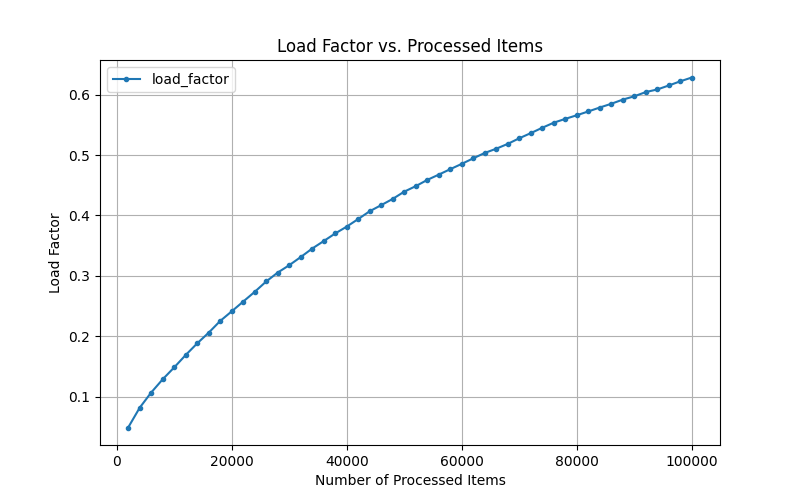 Load Factor vs. Processed Items
load_factor
Load Factor
0.6
0.5
0.4
0.3
0.2
0.1
0 20000 40000 60000 80000 100000
Number of Processed Items